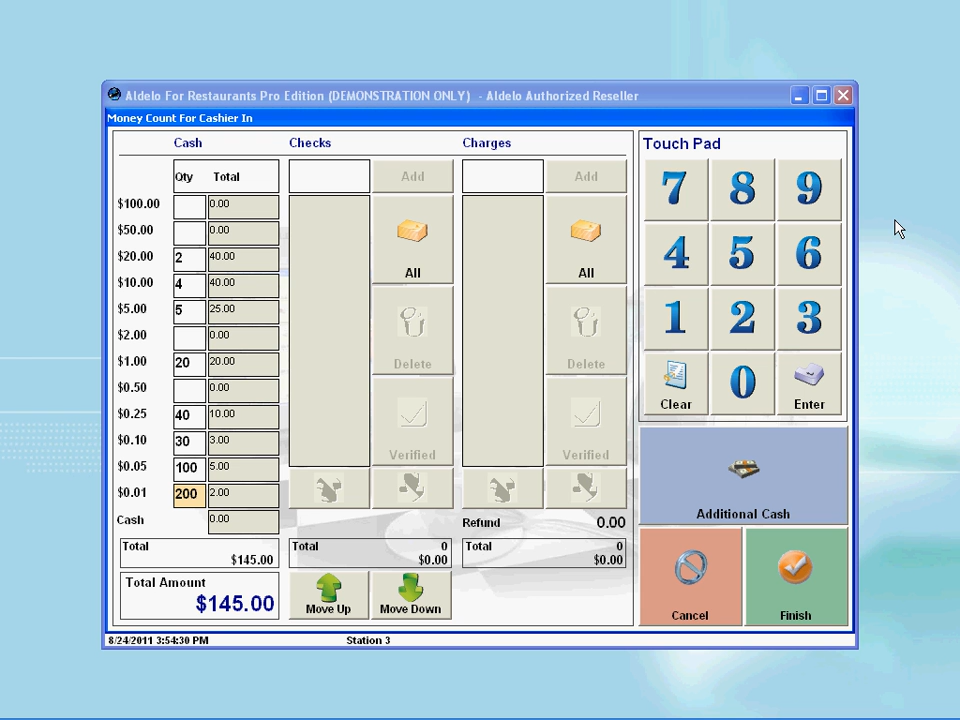 Aldelo For Restaurants Pro Edition (DEMONSTRATION ONLY) - Aldelo Authorized Reseller
Money Count For Cashier In
Cash Checks Charges Touch Pad
Qty Total Add Add
$100.00 0.00
$50.00 0.00
$20.00 2 40.00
All All
$10.00 4 40.00
$5.00 5 25.00
$2.00 0.00
$1.00 20 20.00
Delete Delete
$0.50 0.00
$0.25 40 10.00
$0.10 30 3.00
Verified Verified
$0.05 100 5.00
$0.01 200 2.00
Cash 0.00
Refund 0.00
Total Total 0 Total 0
$145.00 $0.00 $0.00
Total Amount
$145.00
Move Up Move Down
7 8 9
4 5 6
1 2 3
0
Clear Enter
Additional Cash
Cancel Finish
8/24/2011 3:54:30 PM Station 3